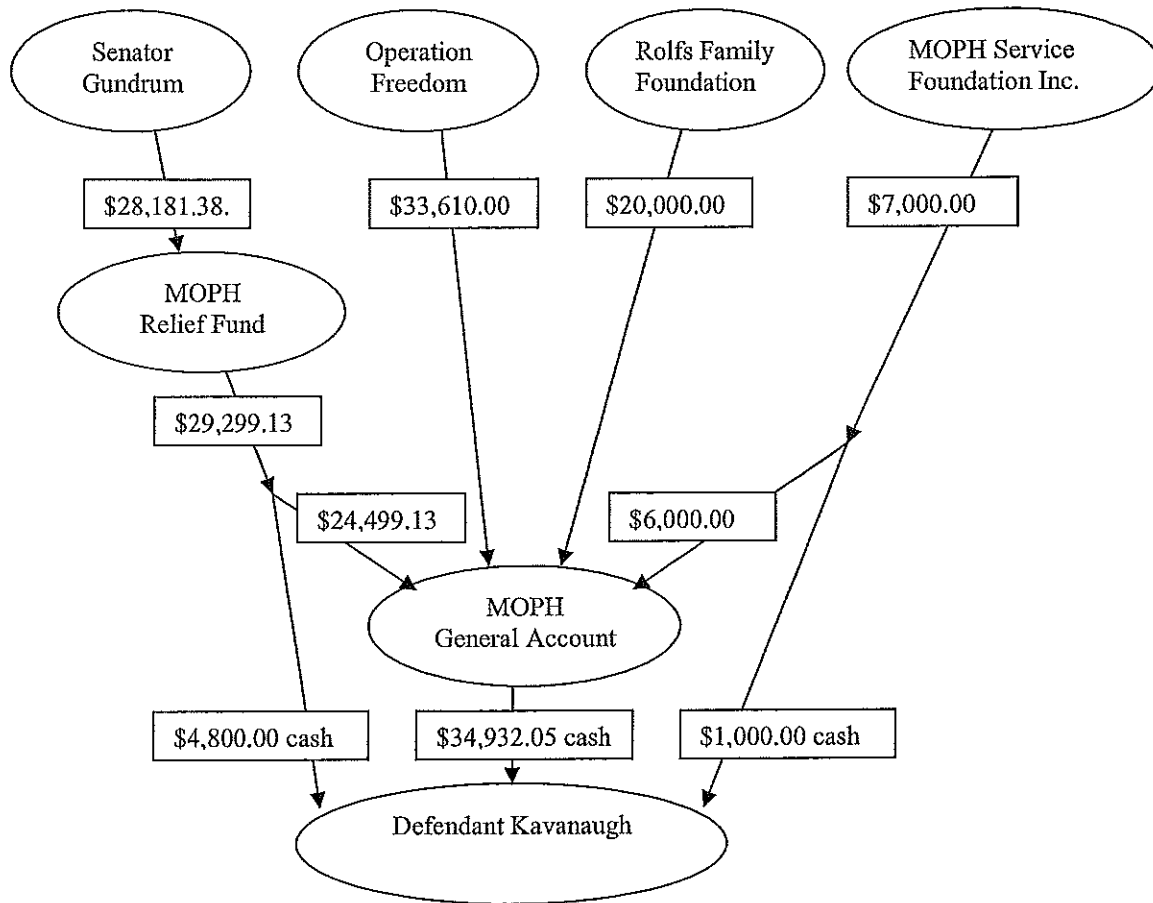 Senator
Gundrum
Operation
Freedom
Rolfs Family
Foundation
MOPH Service
Foundation Inc.
$28,181.38.
$33,610.00
$20,000.00
$7,000.00
MOPH
Relief Fund
$29,299.13
$24,499.13
$6,000.00
MOPH
General Account
$4,800.00 cash
$34,932.05 cash
$1,000.00 cash
Defendant Kavanaugh